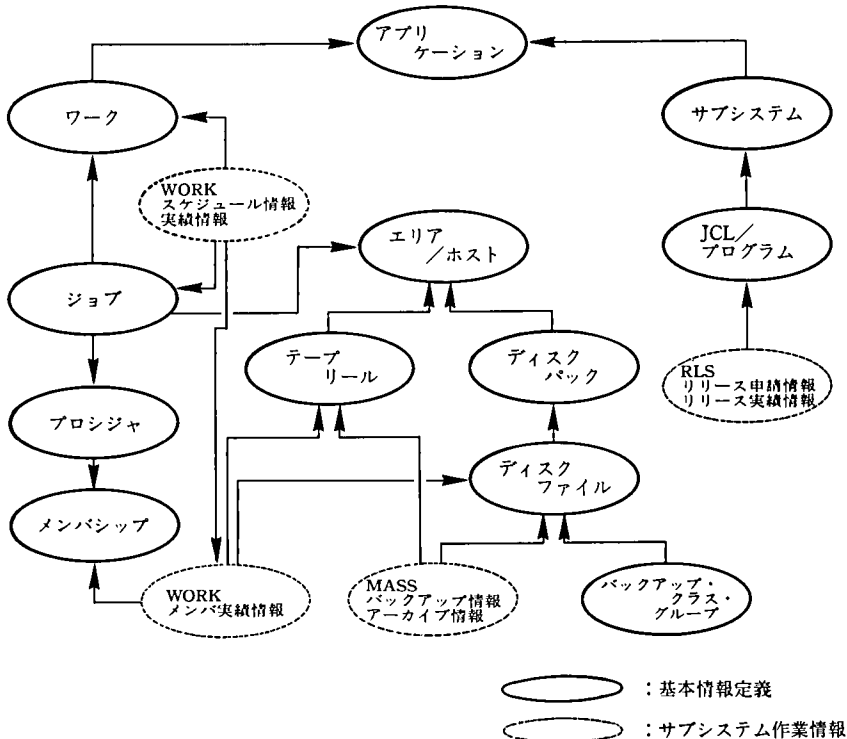 アプリ
ケーション
ワーク
サブシステム
WORK
スケジュール情報
実績情報
エリア
／ホスト
JCL／
プログラム
ジョブ
テープ
リール
ディスク
パック
RLS
リリース申請情報
リリース実績情報
プロシジャ
ディスク
ファイル
メンバシップ
WORK
メンバ実績情報
MASS
バックアップ情報
アーカイブ情報
バックアップ・
クラス・
グループ
：基本情報定義
：サブシステム作業情報